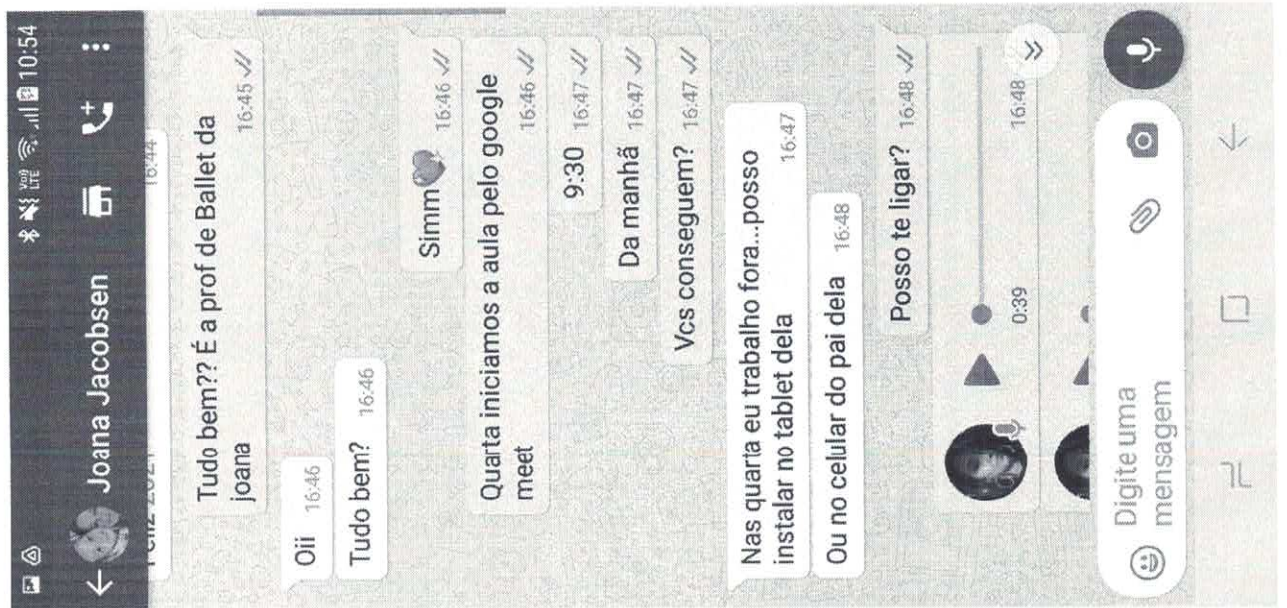 10:54
Joana Jacobsen
16:44
Tudo bem?? É a prof de Ballet da
joana 16:45
Oii 16:46
Tudo bem? 16:46
Simm 16:46
Quarta iniciamos a aula pelo google
meet 16:46
9:30 16:47
Da manhã 16:47
Vcs conseguem? 16:47
Nas quarta eu trabalho fora...posso
instalar no tablet dela 16:47
Ou no celular do pai dela 16:48
Posso te ligar? 16:48
0:39 16:48
Digite uma
mensagem